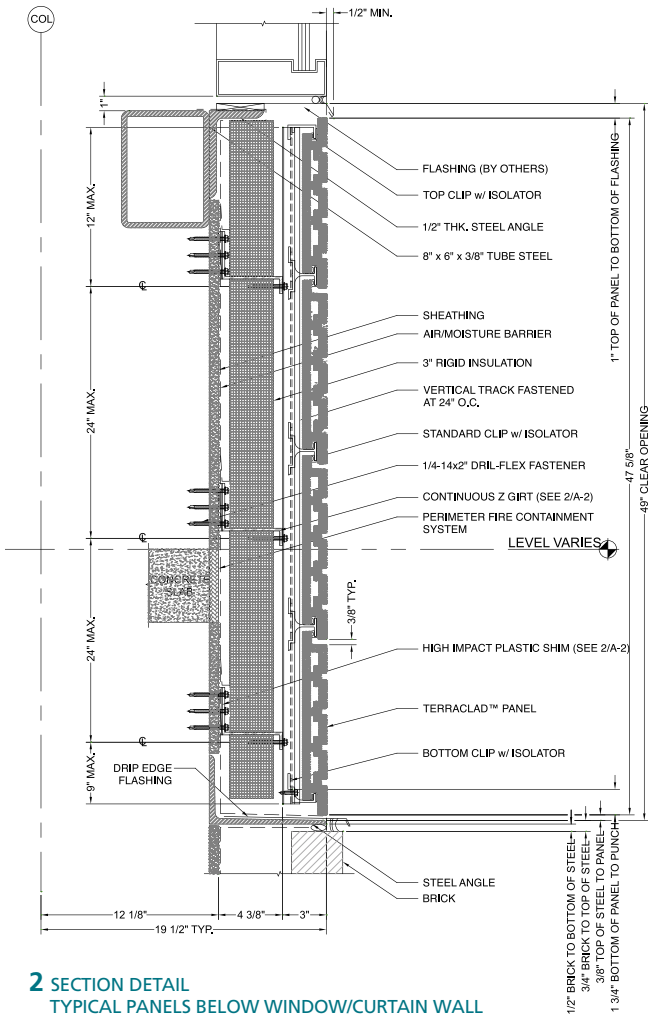 COL
1/2" MIN.
1"
12" MAX.
24" MAX.
24" MAX.
9" MAX.
FLASHING (BY OTHERS)
TOP CLIP w/ ISOLATOR
1/2" THK. STEEL ANGLE
8" x 6" x 3/8" TUBE STEEL
SHEATHING
AIR/MOISTURE BARRIER
3" RIGID INSULATION
VERTICAL TRACK FASTENED
AT 24" O.C.
STANDARD CLIP w/ ISOLATOR
1/4-14x2" DRIL-FLEX FASTENER
CONTINUOUS Z GIRT (SEE 2/A-2)
PERIMETER FIRE CONTAINMENT
SYSTEM
LEVEL VARIES
CONCRETE
SLAB
3/8" TYP.
HIGH IMPACT PLASTIC SHIM (SEE 2/A-2)
TERRACLAD™ PANEL
BOTTOM CLIP w/ ISOLATOR
DRIP EDGE
FLASHING
STEEL ANGLE
BRICK
1" TOP OF PANEL TO BOTTOM OF FLASHING
47 5/8"
49" CLEAR OPENING
1/2" BRICK TO BOTTOM OF STEEL
3/4" BRICK TO TOP OF STEEL
3/8" TOP OF STEEL TO PANEL
1 3/4" BOTTOM OF PANEL TO PUNCH
12 1/8"
4 3/8"
3"
19 1/2" TYP.
2 SECTION DETAIL
TYPICAL PANELS BELOW WINDOW/CURTAIN WALL